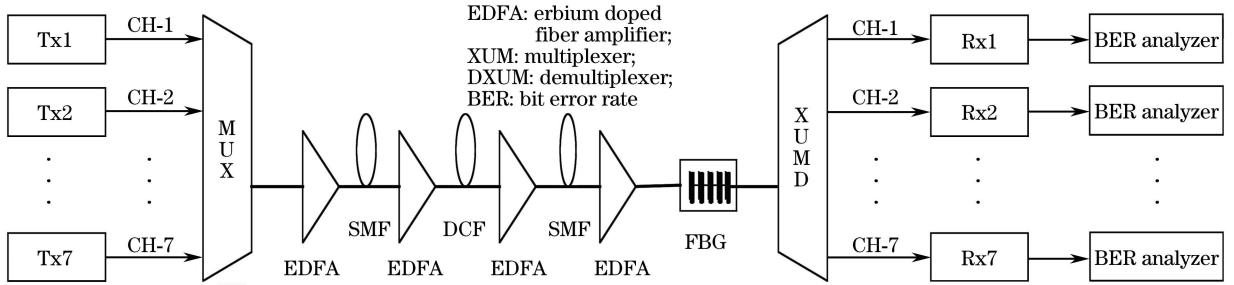 EDFA: erbium doped
fiber amplifier;
XUM: multiplexer;
DXUM: demultiplexer;
BER: bit error rate
Tx1
CH-1
Tx2
CH-2
Tx7
CH-7
M
U
X
EDFA
SMF
EDFA
DCF
EDFA
SMF
EDFA
FBG
X
U
M
D
CH-1
Rx1
BER analyzer
CH-2
Rx2
BER analyzer
CH-7
Rx7
BER analyzer